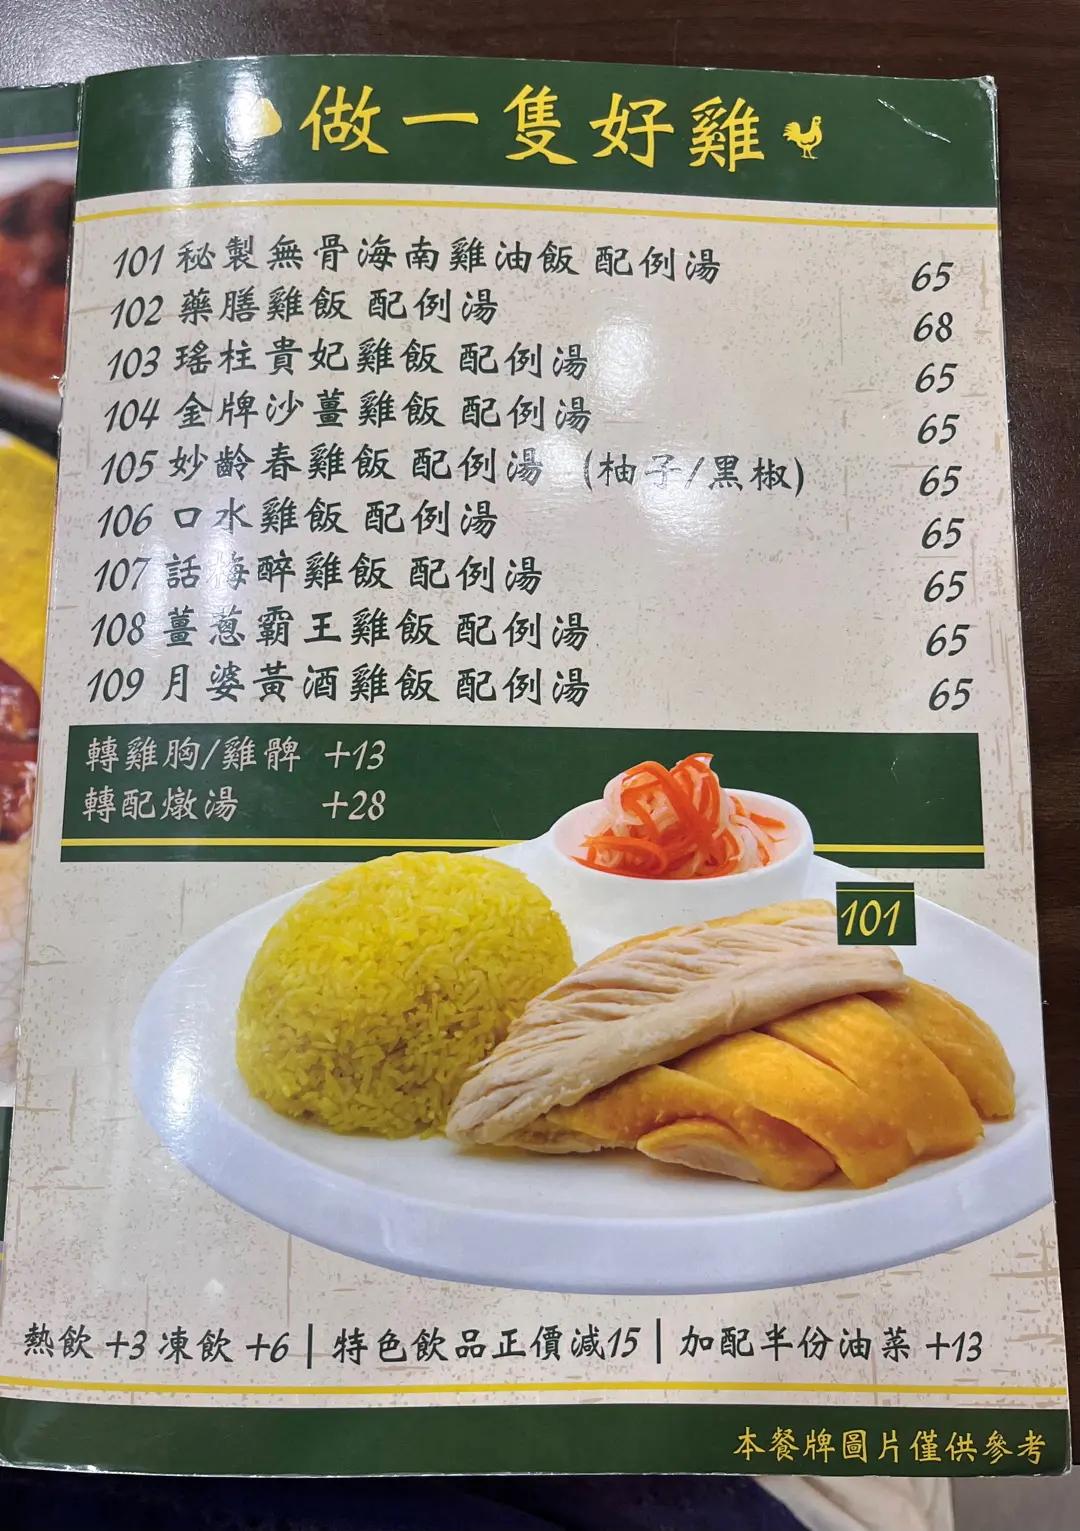 做一隻好雞
101 秘製無骨海南雞油飯 配例湯 65
102 藥膳雞飯 配例湯 68
103 瑤柱貴妃雞飯 配例湯 65
104 金牌沙薑雞飯 配例湯 65
105 妙齡春雞飯 配例湯 (柚子/黑椒) 65
106 口水雞飯 配例湯 65
107 話梅醉雞飯 配例湯 65
108 薑蔥霸王雞飯 配例湯 65
109 月婆黃酒雞飯 配例湯 65
轉雞胸/雞髀 +13
轉配燉湯 +28
101
熱飲 +3 凍飲 +6 | 特色飲品正價減15 | 加配半份油菜 +13
本餐牌圖片僅供參考